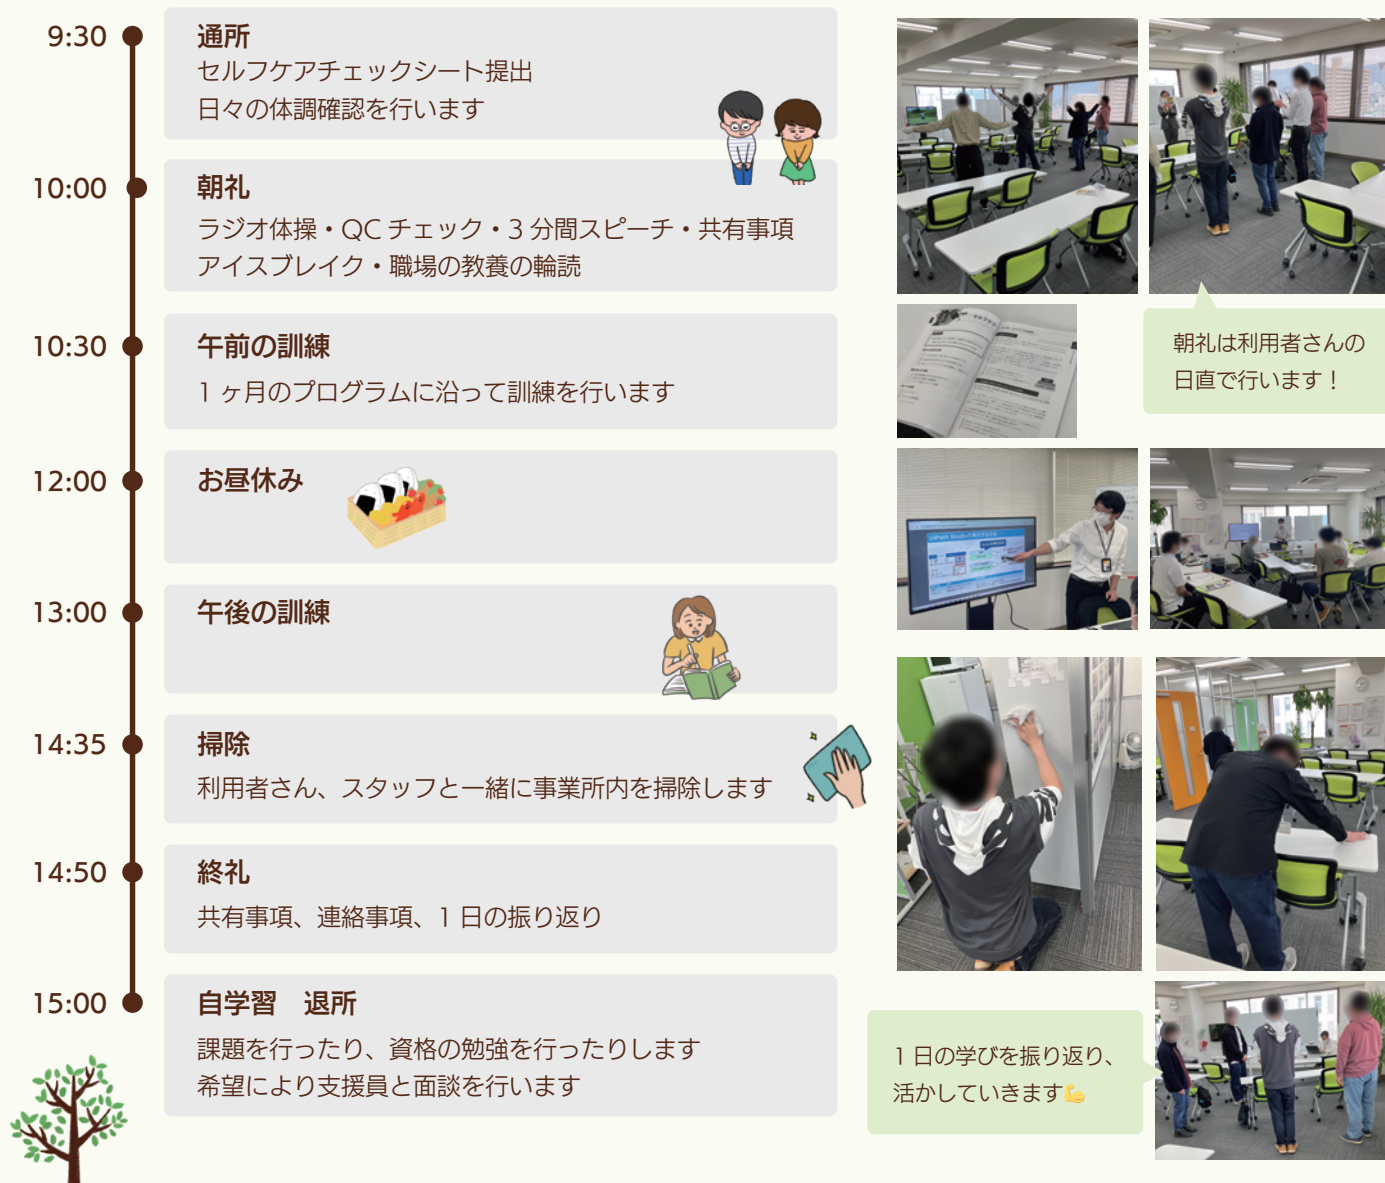 9:30
通所
セルフケアチェックシート提出
日々の体調確認を行います
10:00
朝礼
ラジオ体操・QC チェック・3 分間スピーチ・共有事項
アイスブレイク・職場の教養の輪読
10:30
午前の訓練
1 ヶ月のプログラムに沿って訓練を行います
12:00
お昼休み
13:00
午後の訓練
14:35
掃除
利用者さん、スタッフと一緒に事業所内を掃除します
14:50
終礼
共有事項、連絡事項、1 日の振り返り
15:00
自学習　退所
課題を行ったり、資格の勉強を行ったりします
希望により支援員と面談を行います
朝礼は利用者さんの
日直で行います！
1 日の学びを振り返り、
活かしていきます💪